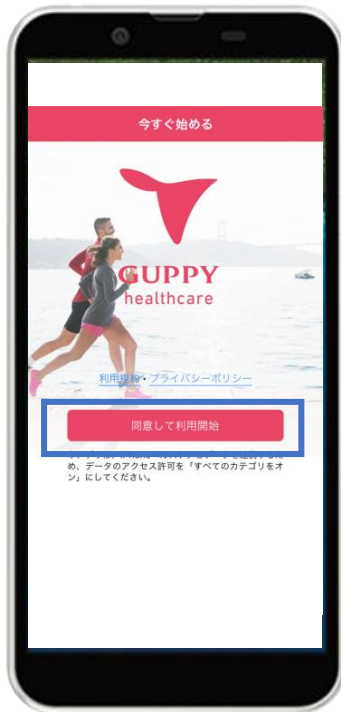 今すぐ始める
GUPPY
healthcare
利用規約・プライバシーポリシー
同意して利用開始
め、データのアクセス許可を「すべてのカテゴリをオ
ン」にしてください。